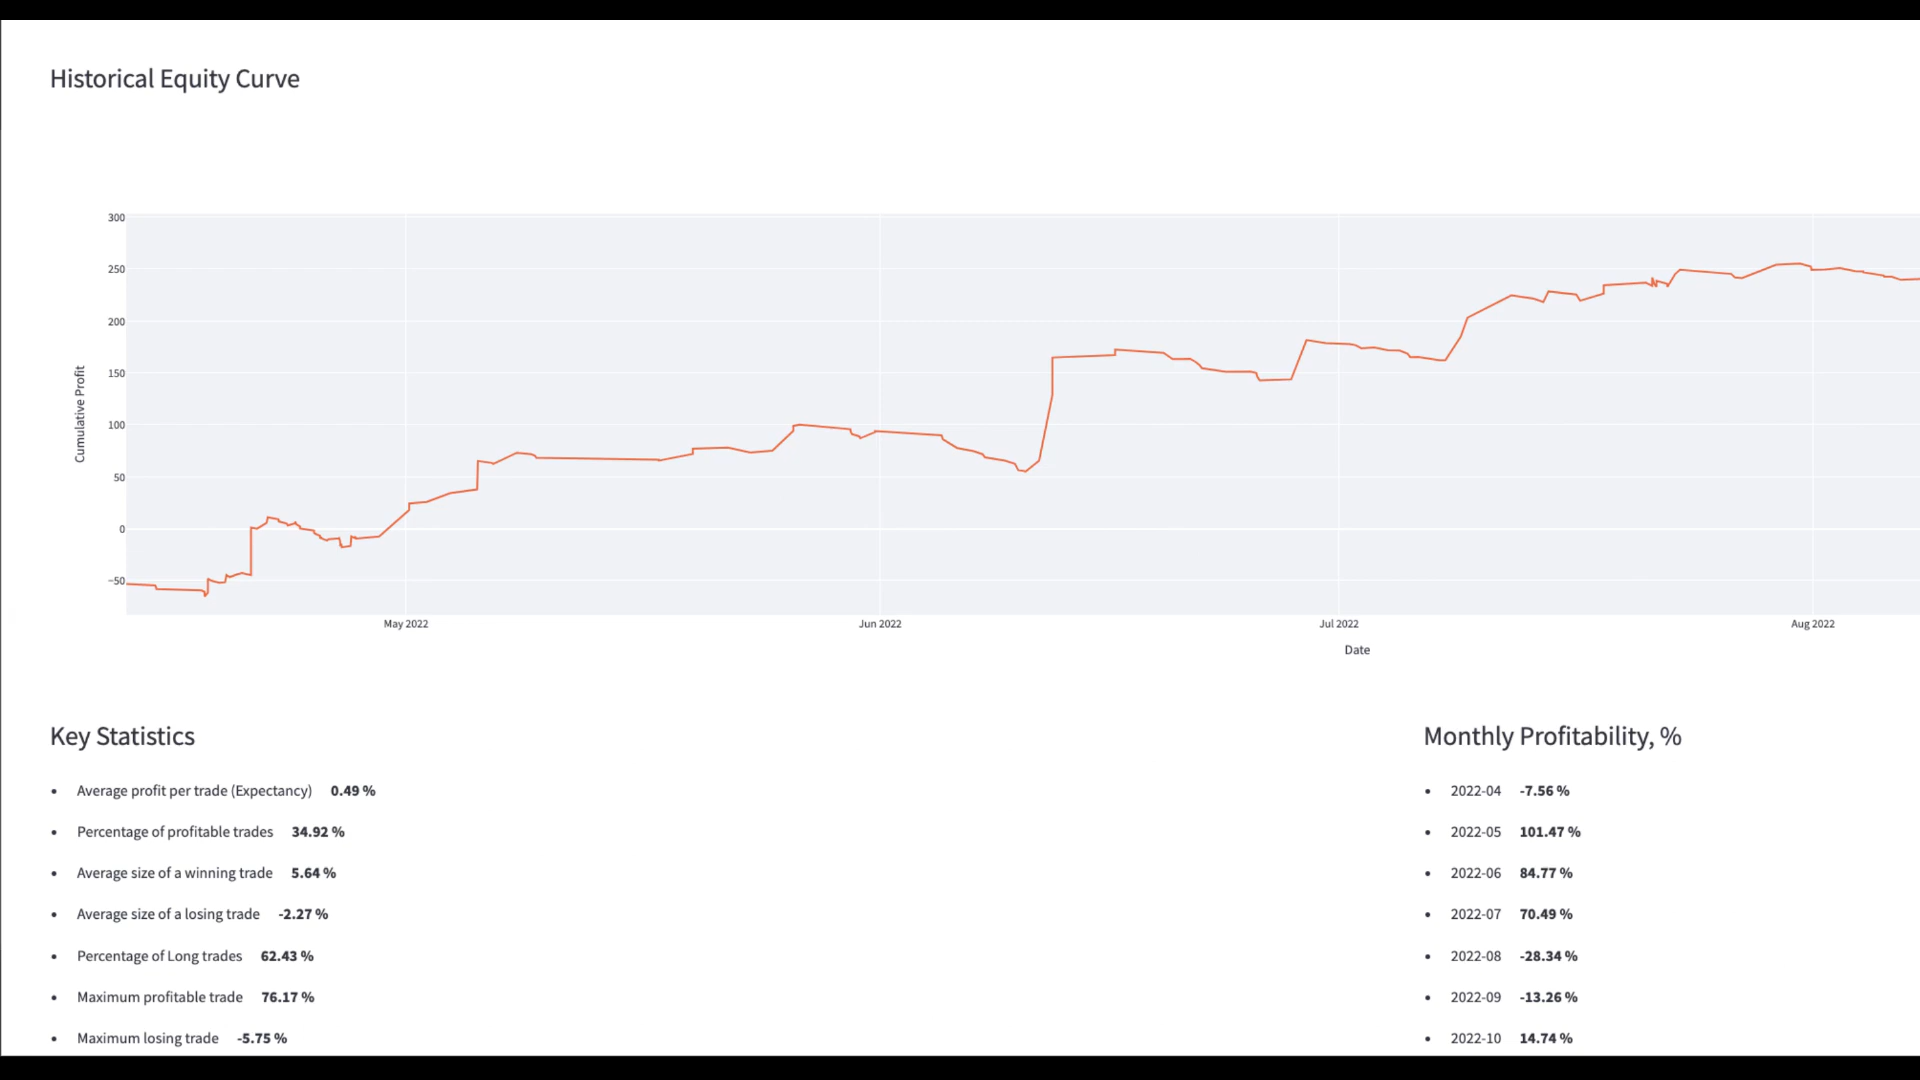 Historical Equity Curve
300
250
200
150
100
50
0
−50
Cumulative Profit
May 2022 Jun 2022 Jul 2022 Aug 2022
Date
Key Statistics
• Average profit per trade (Expectancy) 0.49 %
• Percentage of profitable trades 34.92 %
• Average size of a winning trade 5.64 %
• Average size of a losing trade -2.27 %
• Percentage of Long trades 62.43 %
• Maximum profitable trade 76.17 %
• Maximum losing trade -5.75 %
Monthly Profitability, %
• 2022-04 -7.56 %
• 2022-05 101.47 %
• 2022-06 84.77 %
• 2022-07 70.49 %
• 2022-08 -28.34 %
• 2022-09 -13.26 %
• 2022-10 14.74 %